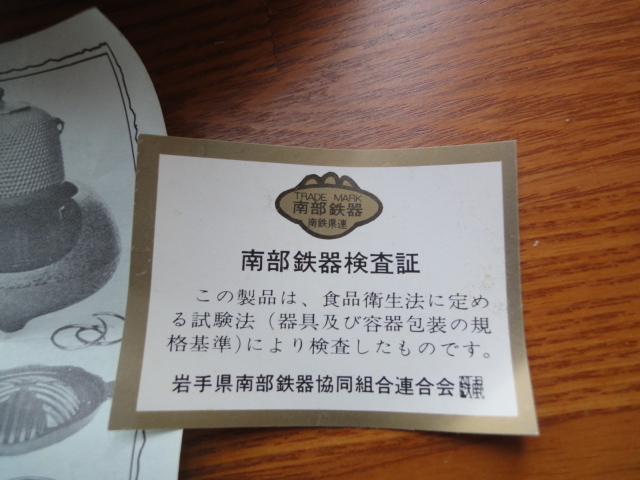 TRADE MARK
南部鉄器
南鉄県連
南部鉄器検査証
この製品は、食品衛生法に定め
る試験法（器具及び容器包装の規
格基準）により検査したものです。
岩手県南部鉄器協同組合連合会